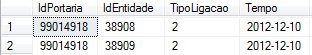 IdPortaria IdEntidade TipoLigacao Tempo
1 99014918 38908 2 2012-12-10
2 99014918 38909 2 2012-12-10